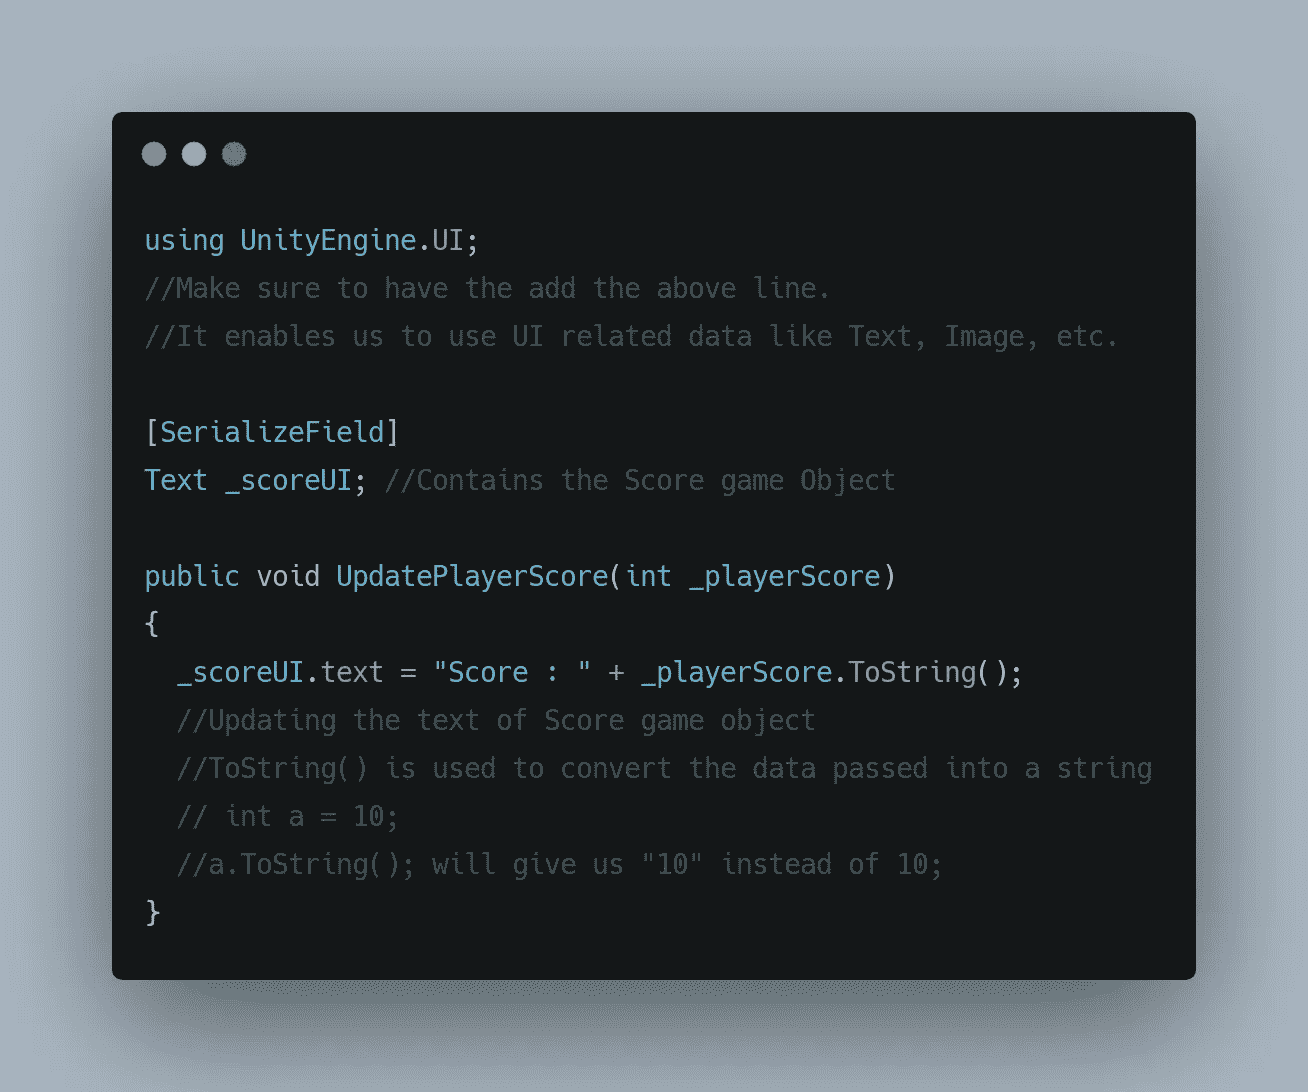 using UnityEngine.UI;
//Make sure to have the add the above line.
//It enables us to use UI related data like Text, Image, etc.
[SerializeField]
Text _scoreUI; //Contains the Score game Object
public void UpdatePlayerScore(int _playerScore)
{
_scoreUI.text = "Score : " + _playerScore.ToString();
//Updating the text of Score game object
//ToString() is used to convert the data passed into a string
// int a = 10;
//a.ToString(); will give us "10" instead of 10;
}